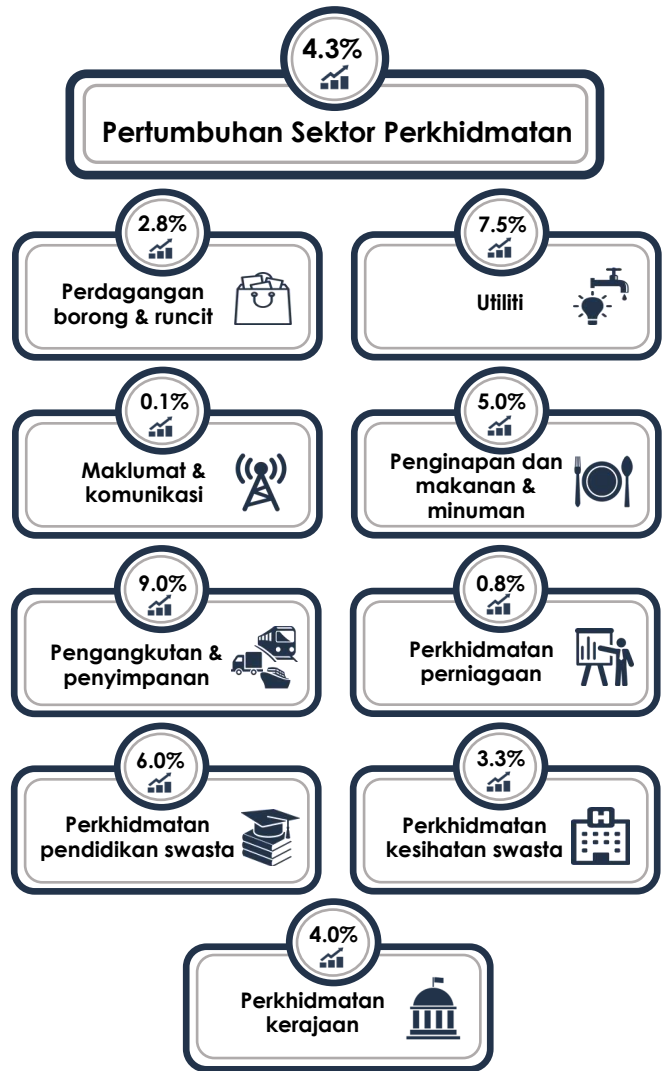 4.3%
Pertumbuhan Sektor Perkhidmatan
2.8%
Perdagangan
borong & runcit
7.5%
Utiliti
0.1%
Maklumat &
komunikasi
5.0%
Penginapan dan
makanan &
minuman
9.0%
Pengangkutan &
penyimpanan
0.8%
Perkhidmatan
perniagaan
6.0%
Perkhidmatan
pendidikan swasta
3.3%
Perkhidmatan
kesihatan swasta
H
4.0%
Perkhidmatan
kerajaan